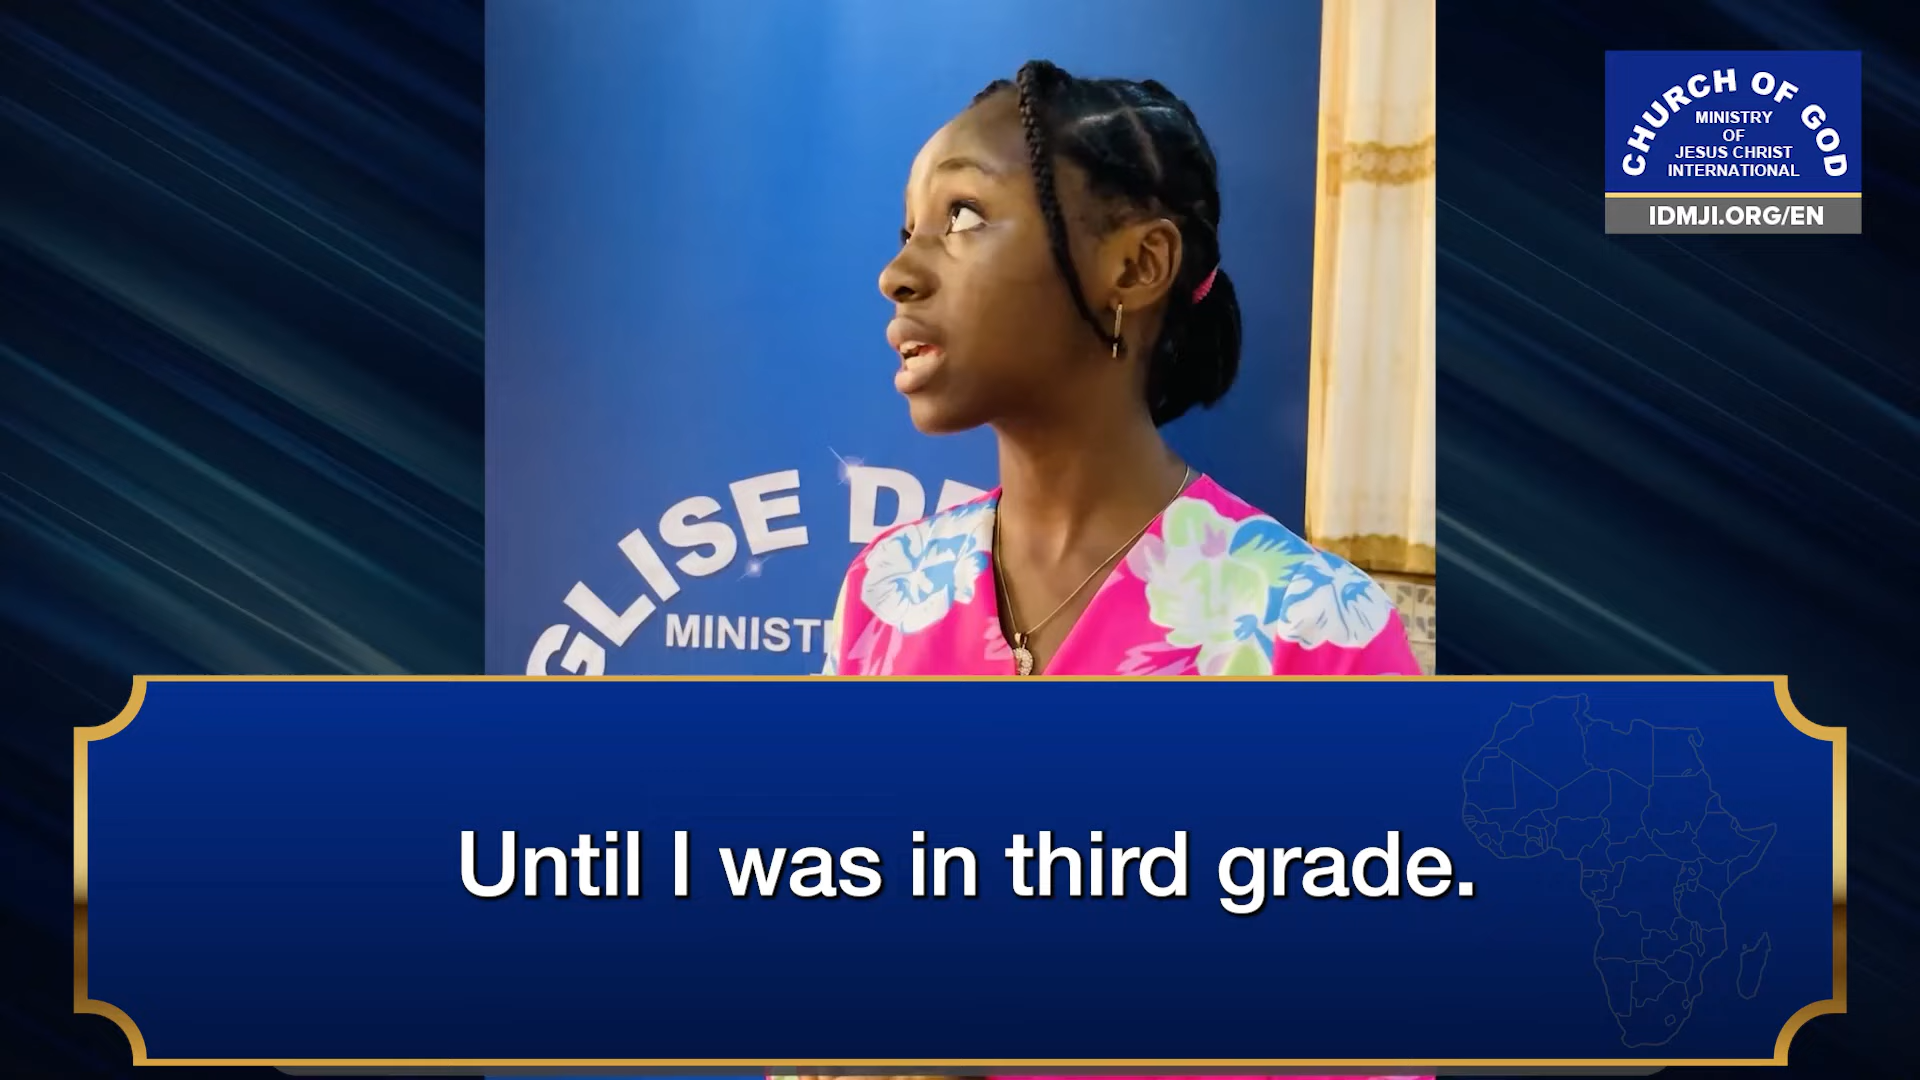 CHURCH OF GOD
MINISTRY
OF
JESUS CHRIST
INTERNATIONAL
IDMJI.ORG/EN
GLISE D
MINIST
Until I was in third grade.